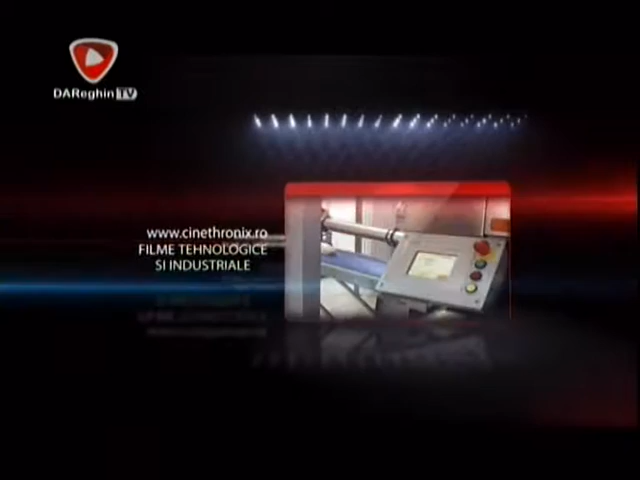 DAReghin TV
www.cinethronix.ro
FILME TEHNOLOGICE
SI INDUSTRIALE